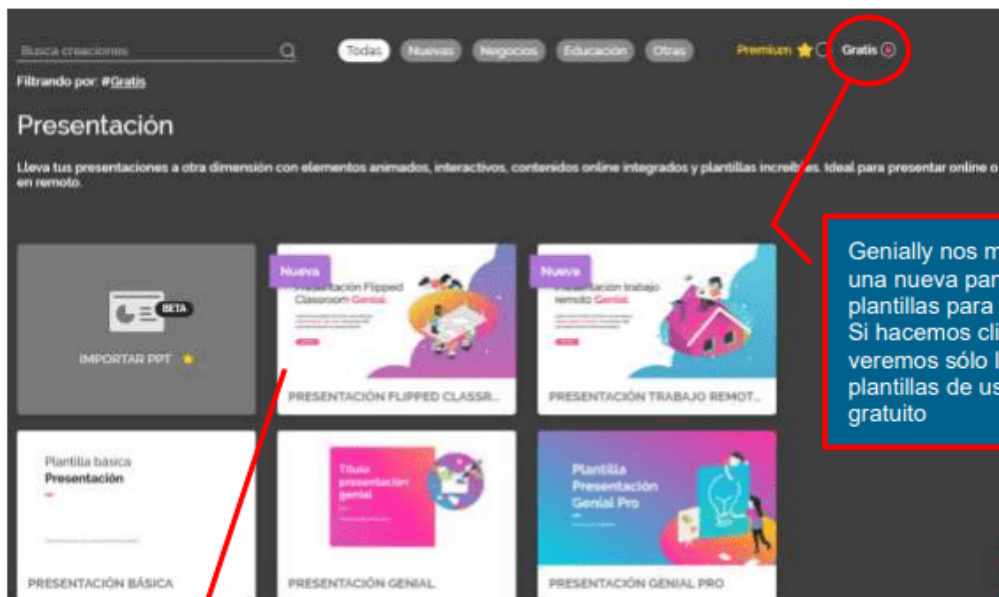 Busca creaciones
Todas Nuevas Negocios Educación Otras Premium Gratis
Filtrando por: #Gratis
Presentación
Lleva tus presentaciones a otra dimensión con elementos animados, interactivos, contenidos online integrados y plantillas increíbles. Ideal para presentar online o
en remoto.
BETA
IMPORTAR PPT
Nueva
Presentación Flipped
Classroom Genial
PRESENTACIÓN FLIPPED CLASSR...
Nueva
Presentación trabajo
remoto Genial
PRESENTACIÓN TRABAJO REMOT...
Genially nos m
una nueva pan
plantillas para
Si hacemos cli
veremos sólo l
plantillas de us
gratuito
Plantilla básica
Presentación
PRESENTACIÓN BÁSICA
Título
presentación
genial
PRESENTACIÓN GENIAL
Plantilla
Presentación
Genial Pro
PRESENTACIÓN GENIAL PRO